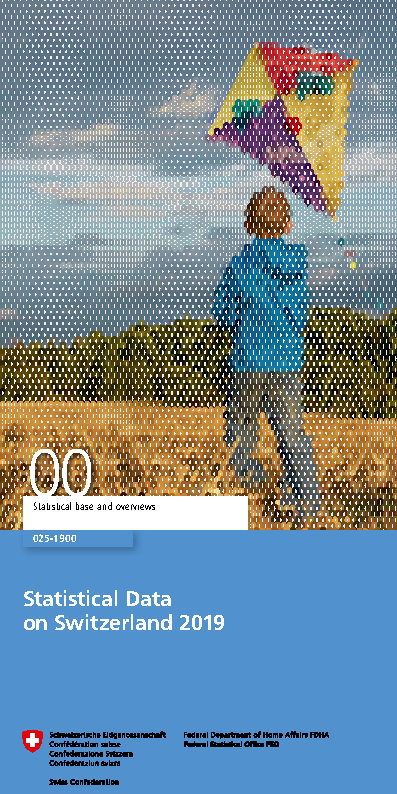 00
Statistical base and overviews
025-1900
Statistical Data
on Switzerland 2019
Schweizerische Eidgenossenschaft
Confédération suisse
Confederazione Svizzera
Confederaziun svizra
Swiss Confederation
Federal Department of Home Affairs FDHA
Federal Statistical Office FSO